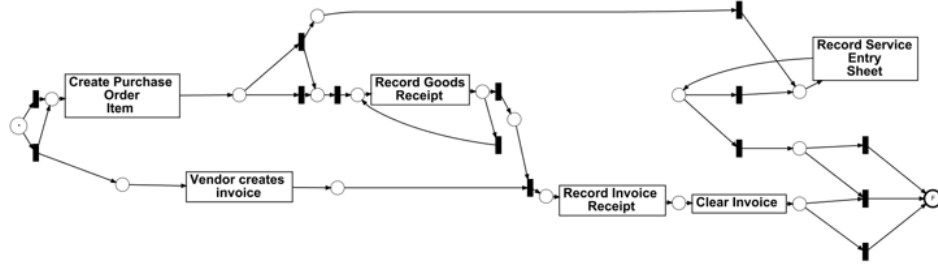 Record Service
Entry
Sheet
Create Purchase
Order
Item
Record Goods
Receipt
Vendor creates
invoice
Record Invoice
Receipt
Clear Invoice
F